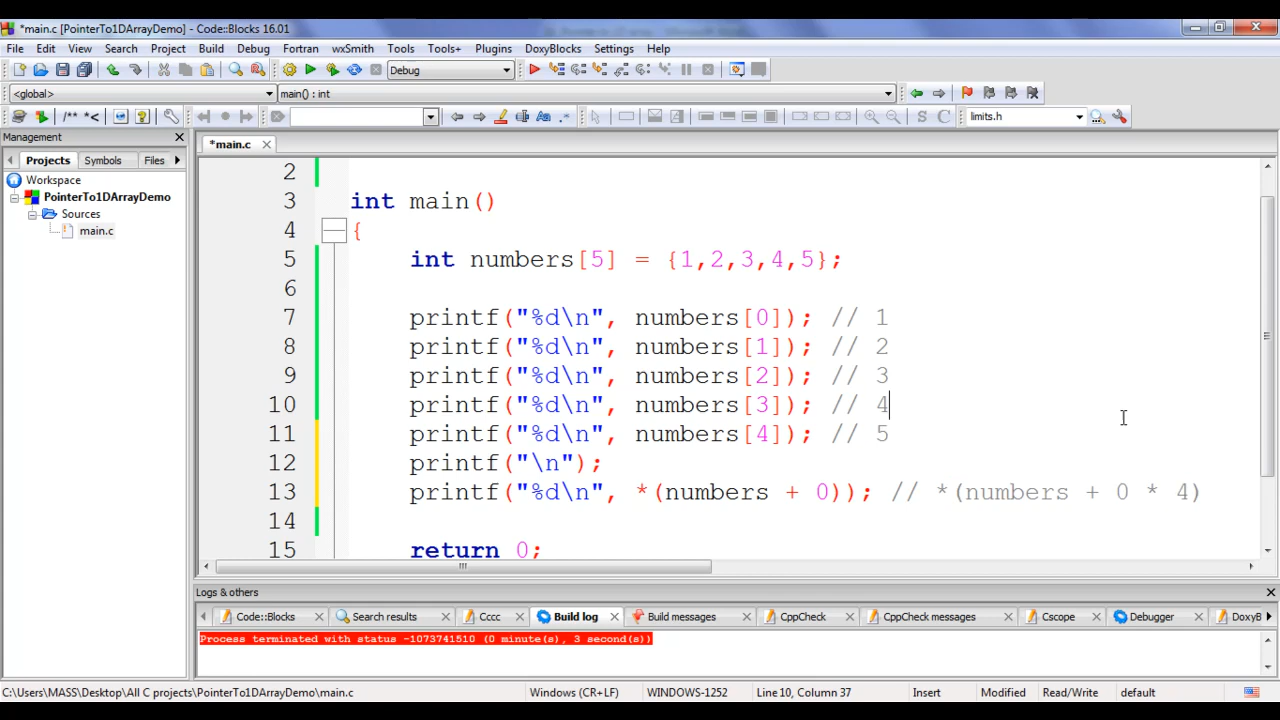 *main.c [PointerTo1DArrayDemo] - Code::Blocks 16.01
File Edit View Search Project Build Debug Fortran wxSmith Tools Tools+ Plugins DoxyBlocks Settings Help
Debug
<global> main() : int
/** *< limits.h
Management
*main.c
Projects Symbols Files
Workspace
PointerTo1DArrayDemo
Sources
main.c
2
3 int main()
4 {
5 int numbers[5] = {1,2,3,4,5};
6
7 printf("%d\n", numbers[0]); // 1
8 printf("%d\n", numbers[1]); // 2
9 printf("%d\n", numbers[2]); // 3
10 printf("%d\n", numbers[3]); // 4
11 printf("%d\n", numbers[4]); // 5
12 printf("\n");
13 printf("%d\n", *(numbers + 0)); // *(numbers + 0 * 4)
14
15 return 0;
Logs & others
Code::Blocks Search results Cccc Build log Build messages CppCheck CppCheck messages Cscope Debugger DoxyB
Process terminated with status -1073741510 (0 minute(s), 3 second(s))
C:\Users\MASS\Desktop\All C projects\PointerTo1DArrayDemo\main.c Windows (CR+LF) WINDOWS-1252 Line 10, Column 37 Insert Modified Read/Write default